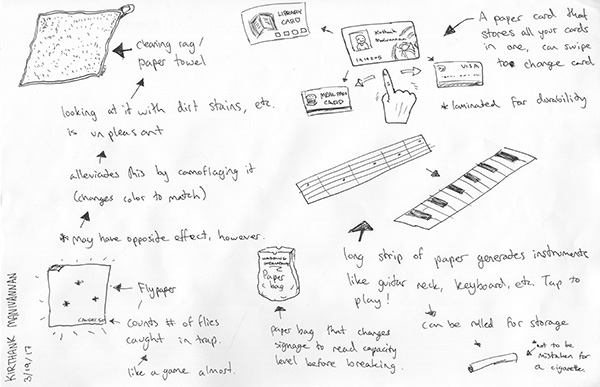 cleaning rag/
paper towel
looking at it with dirt stains, etc.
is unpleasant
alleviates this by camoflaging it
(changes color to match)
*may have opposite effect, however.
Flypaper
counts # of flies
caught in trap.
like a game almost.
CAUGHT:
KIRTHANK MANIVANNAN
3/19/17
LIBRARY
CARD
Kirthank
Manivannan
MEAL PLAN
CARD
VISA
A paper card that
stores all your cards
in one, can swipe
to change card
*laminated for durability
long strip of paper generates instruments
like guitar neck, keyboard, etc. Tap to
play!
can be rolled for storage
*not to be
mistaken for
a cigarette.
Paper
bag
paper bag that changes
signage to read capacity
level before breaking.